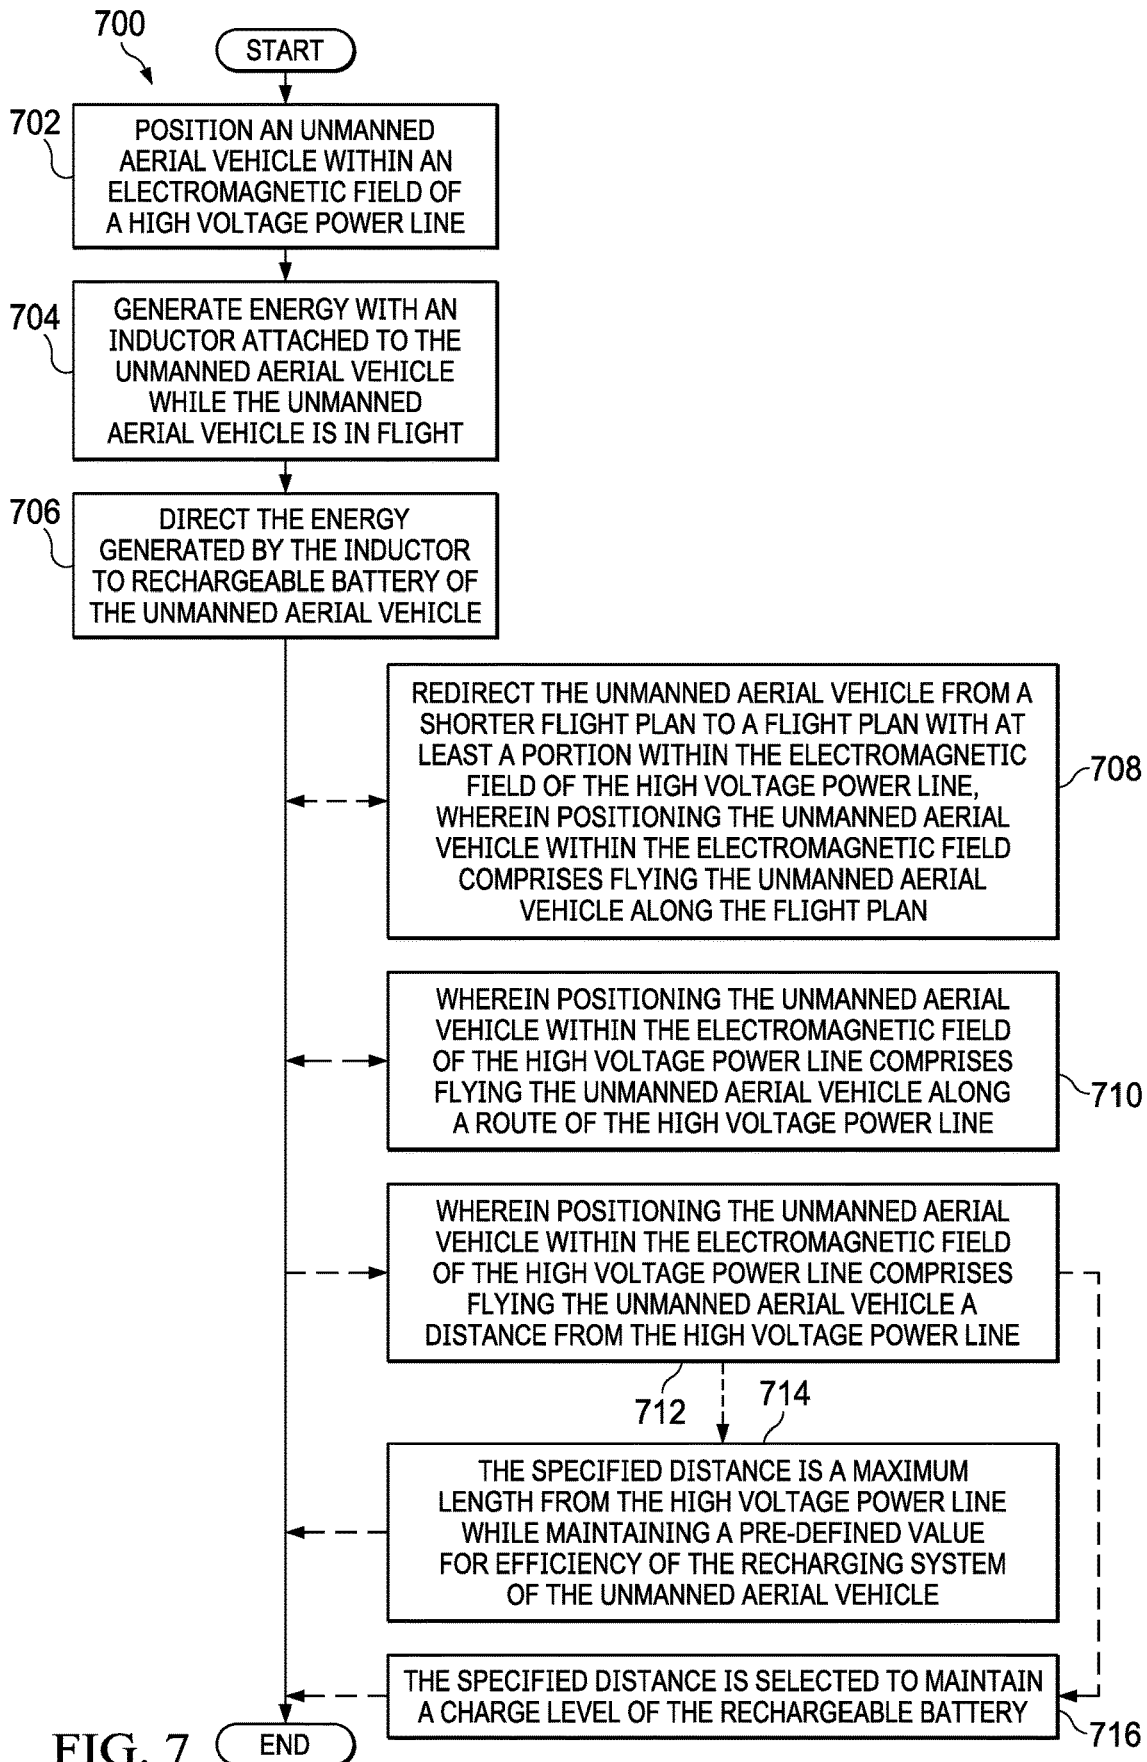 700
START
702
POSITION AN UNMANNED
AERIAL VEHICLE WITHIN AN
ELECTROMAGNETIC FIELD OF
A HIGH VOLTAGE POWER LINE
704
GENERATE ENERGY WITH AN
INDUCTOR ATTACHED TO THE
UNMANNED AERIAL VEHICLE
WHILE THE UNMANNED
AERIAL VEHICLE IS IN FLIGHT
706
DIRECT THE ENERGY
GENERATED BY THE INDUCTOR
TO RECHARGEABLE BATTERY OF
THE UNMANNED AERIAL VEHICLE
REDIRECT THE UNMANNED AERIAL VEHICLE FROM A
SHORTER FLIGHT PLAN TO A FLIGHT PLAN WITH AT
LEAST A PORTION WITHIN THE ELECTROMAGNETIC
FIELD OF THE HIGH VOLTAGE POWER LINE,
WHEREIN POSITIONING THE UNMANNED AERIAL
VEHICLE WITHIN THE ELECTROMAGNETIC FIELD
COMPRISES FLYING THE UNMANNED AERIAL
VEHICLE ALONG THE FLIGHT PLAN
708
WHEREIN POSITIONING THE UNMANNED AERIAL
VEHICLE WITHIN THE ELECTROMAGNETIC FIELD
OF THE HIGH VOLTAGE POWER LINE COMPRISES
FLYING THE UNMANNED AERIAL VEHICLE ALONG
A ROUTE OF THE HIGH VOLTAGE POWER LINE
710
WHEREIN POSITIONING THE UNMANNED AERIAL
VEHICLE WITHIN THE ELECTROMAGNETIC FIELD
OF THE HIGH VOLTAGE POWER LINE COMPRISES
FLYING THE UNMANNED AERIAL VEHICLE A
DISTANCE FROM THE HIGH VOLTAGE POWER LINE
712
714
THE SPECIFIED DISTANCE IS A MAXIMUM
LENGTH FROM THE HIGH VOLTAGE POWER LINE
WHILE MAINTAINING A PRE-DEFINED VALUE
FOR EFFICIENCY OF THE RECHARGING SYSTEM
OF THE UNMANNED AERIAL VEHICLE
THE SPECIFIED DISTANCE IS SELECTED TO MAINTAIN
A CHARGE LEVEL OF THE RECHARGEABLE BATTERY
716
FIG. 7
END